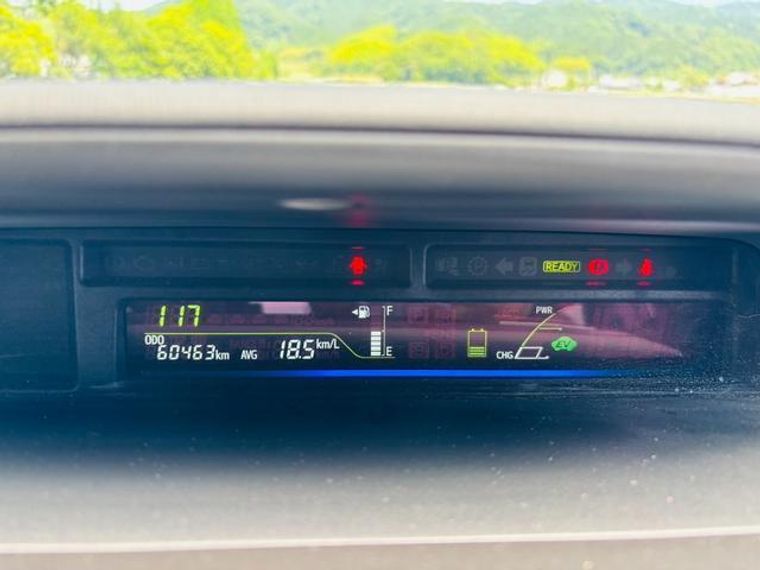 READY
117
F
PWR
ODO
60463km AVG 18.5km/L
E
CHG
EV